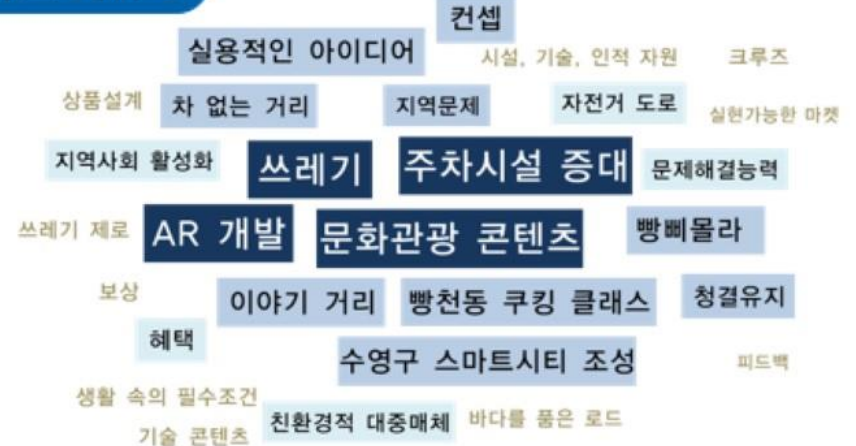 컨셉
실용적인 아이디어
시설, 기술, 인적 자원
크루즈
상품설계
차 없는 거리
지역문제
자전거 도로
실현가능한 마켓
지역사회 활성화
쓰레기
주차시설 증대
문제해결능력
쓰레기 제로
AR 개발
문화관광 콘텐츠
빵삐몰라
보상
이야기 거리
빵천동 쿠킹 클래스
청결유지
혜택
수영구 스마트시티 조성
피드백
생활 속의 필수조건
기술 콘텐츠
친환경적 대중매체
바다를 품은 로드